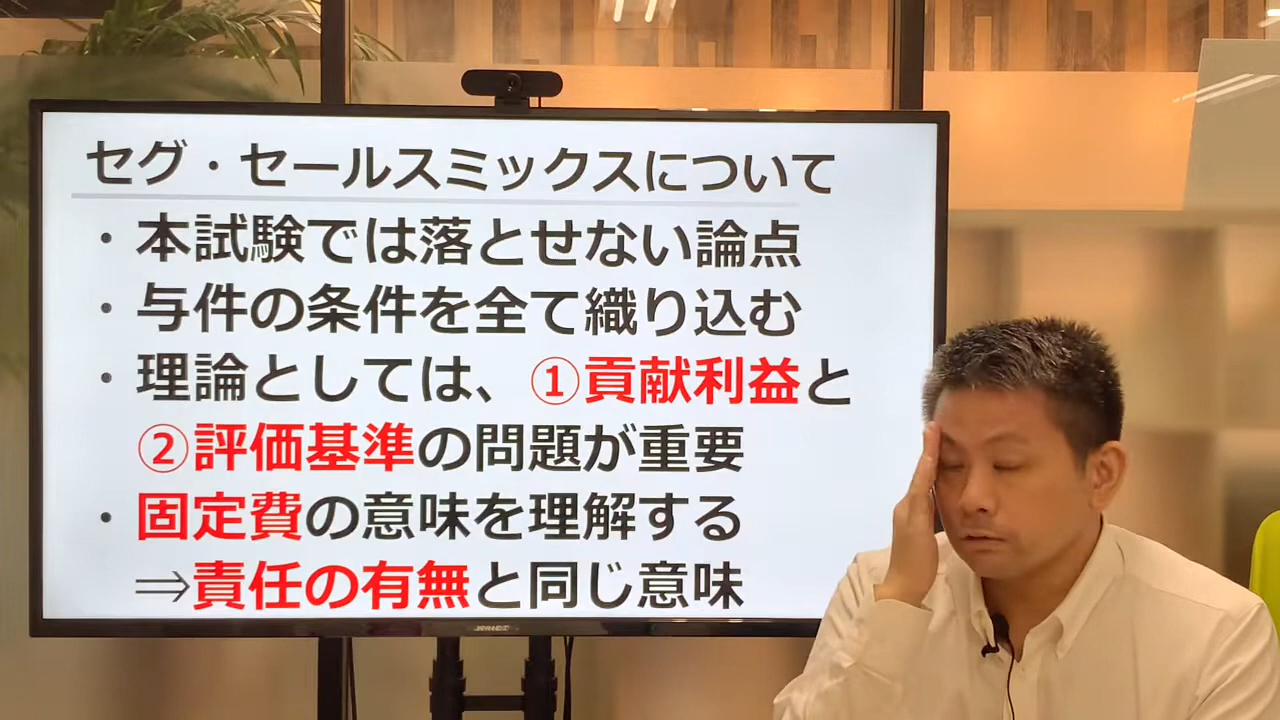 セグ・セールスミックスについて
・本試験では落とせない論点
・与件の条件を全て織り込む
・理論としては、①貢献利益と
②評価基準の問題が重要
・固定費の意味を理解する
⇒責任の有無と同じ意味